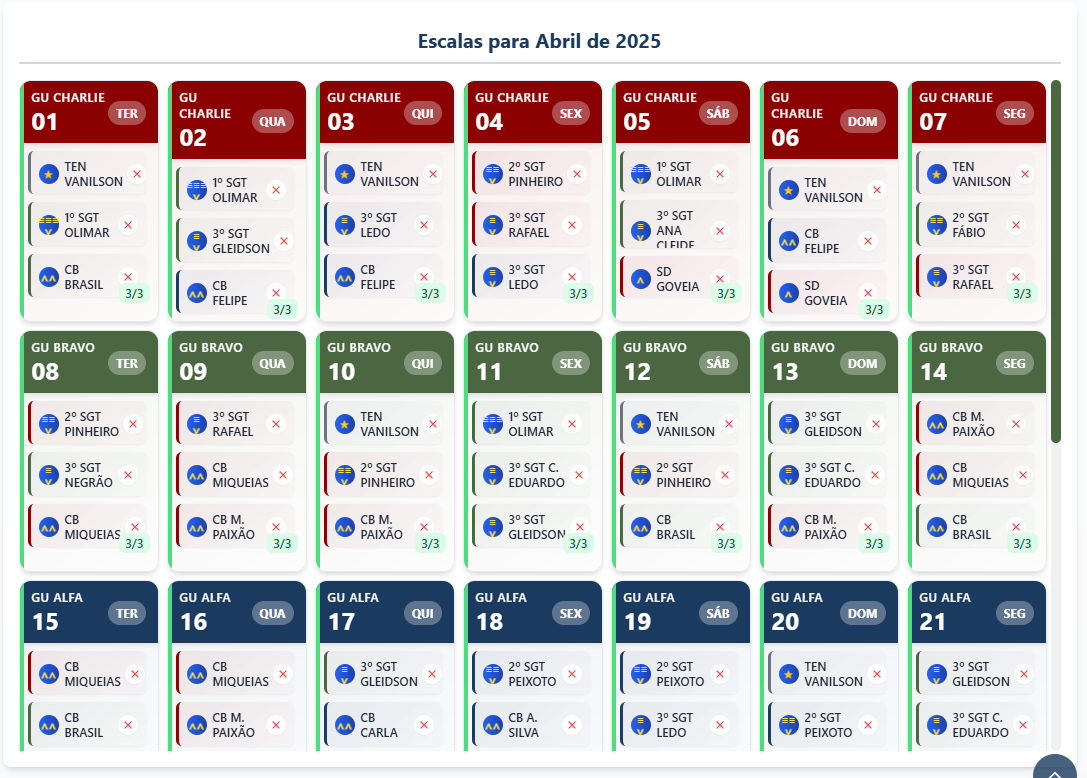 Escalas para Abril de 2025
GU CHARLIE
01
TER
TEN
VANILSON
1º SGT
OLIMAR
CB
BRASIL
3/3
GU
CHARLIE
02
QUA
1º SGT
OLIMAR
3º SGT
GLEIDSON
CB
FELIPE
3/3
GU CHARLIE
03
QUI
TEN
VANILSON
3º SGT
LEDO
CB
FELIPE
3/3
GU CHARLIE
04
SEX
2º SGT
PINHEIRO
3º SGT
RAFAEL
3º SGT
LEDO
3/3
GU CHARLIE
05
SÁB
1º SGT
OLIMAR
3º SGT
ANA
CLEIDE
SD
GOVEIA
3/3
GU
CHARLIE
06
DOM
TEN
VANILSON
CB
FELIPE
SD
GOVEIA
3/3
GU CHARLIE
07
SEG
TEN
VANILSON
2º SGT
FÁBIO
3º SGT
RAFAEL
3/3
GU BRAVO
08
TER
2º SGT
PINHEIRO
3º SGT
NEGRÃO
CB
MIQUEIAS
3/3
GU BRAVO
09
QUA
3º SGT
RAFAEL
CB
MIQUEIAS
CB M.
PAIXÃO
3/3
GU BRAVO
10
QUI
TEN
VANILSON
2º SGT
PINHEIRO
CB M.
PAIXÃO
3/3
GU BRAVO
11
SEX
1º SGT
OLIMAR
3º SGT C.
EDUARDO
3º SGT
GLEIDSON
3/3
GU BRAVO
12
SÁB
TEN
VANILSON
2º SGT
PINHEIRO
CB
BRASIL
3/3
GU BRAVO
13
DOM
3º SGT
GLEIDSON
3º SGT C.
EDUARDO
CB M.
PAIXÃO
3/3
GU BRAVO
14
SEG
CB M.
PAIXÃO
CB
MIQUEIAS
CB
BRASIL
3/3
GU ALFA
15
TER
CB
MIQUEIAS
CB
BRASIL
GU ALFA
16
QUA
CB
MIQUEIAS
CB M.
PAIXÃO
GU ALFA
17
QUI
3º SGT
GLEIDSON
CB
CARLA
GU ALFA
18
SEX
2º SGT
PEIXOTO
CB A.
SILVA
GU ALFA
19
SÁB
2º SGT
PEIXOTO
3º SGT
LEDO
GU ALFA
20
DOM
TEN
VANILSON
2º SGT
PEIXOTO
GU ALFA
21
SEG
3º SGT
GLEIDSON
3º SGT C.
EDUARDO